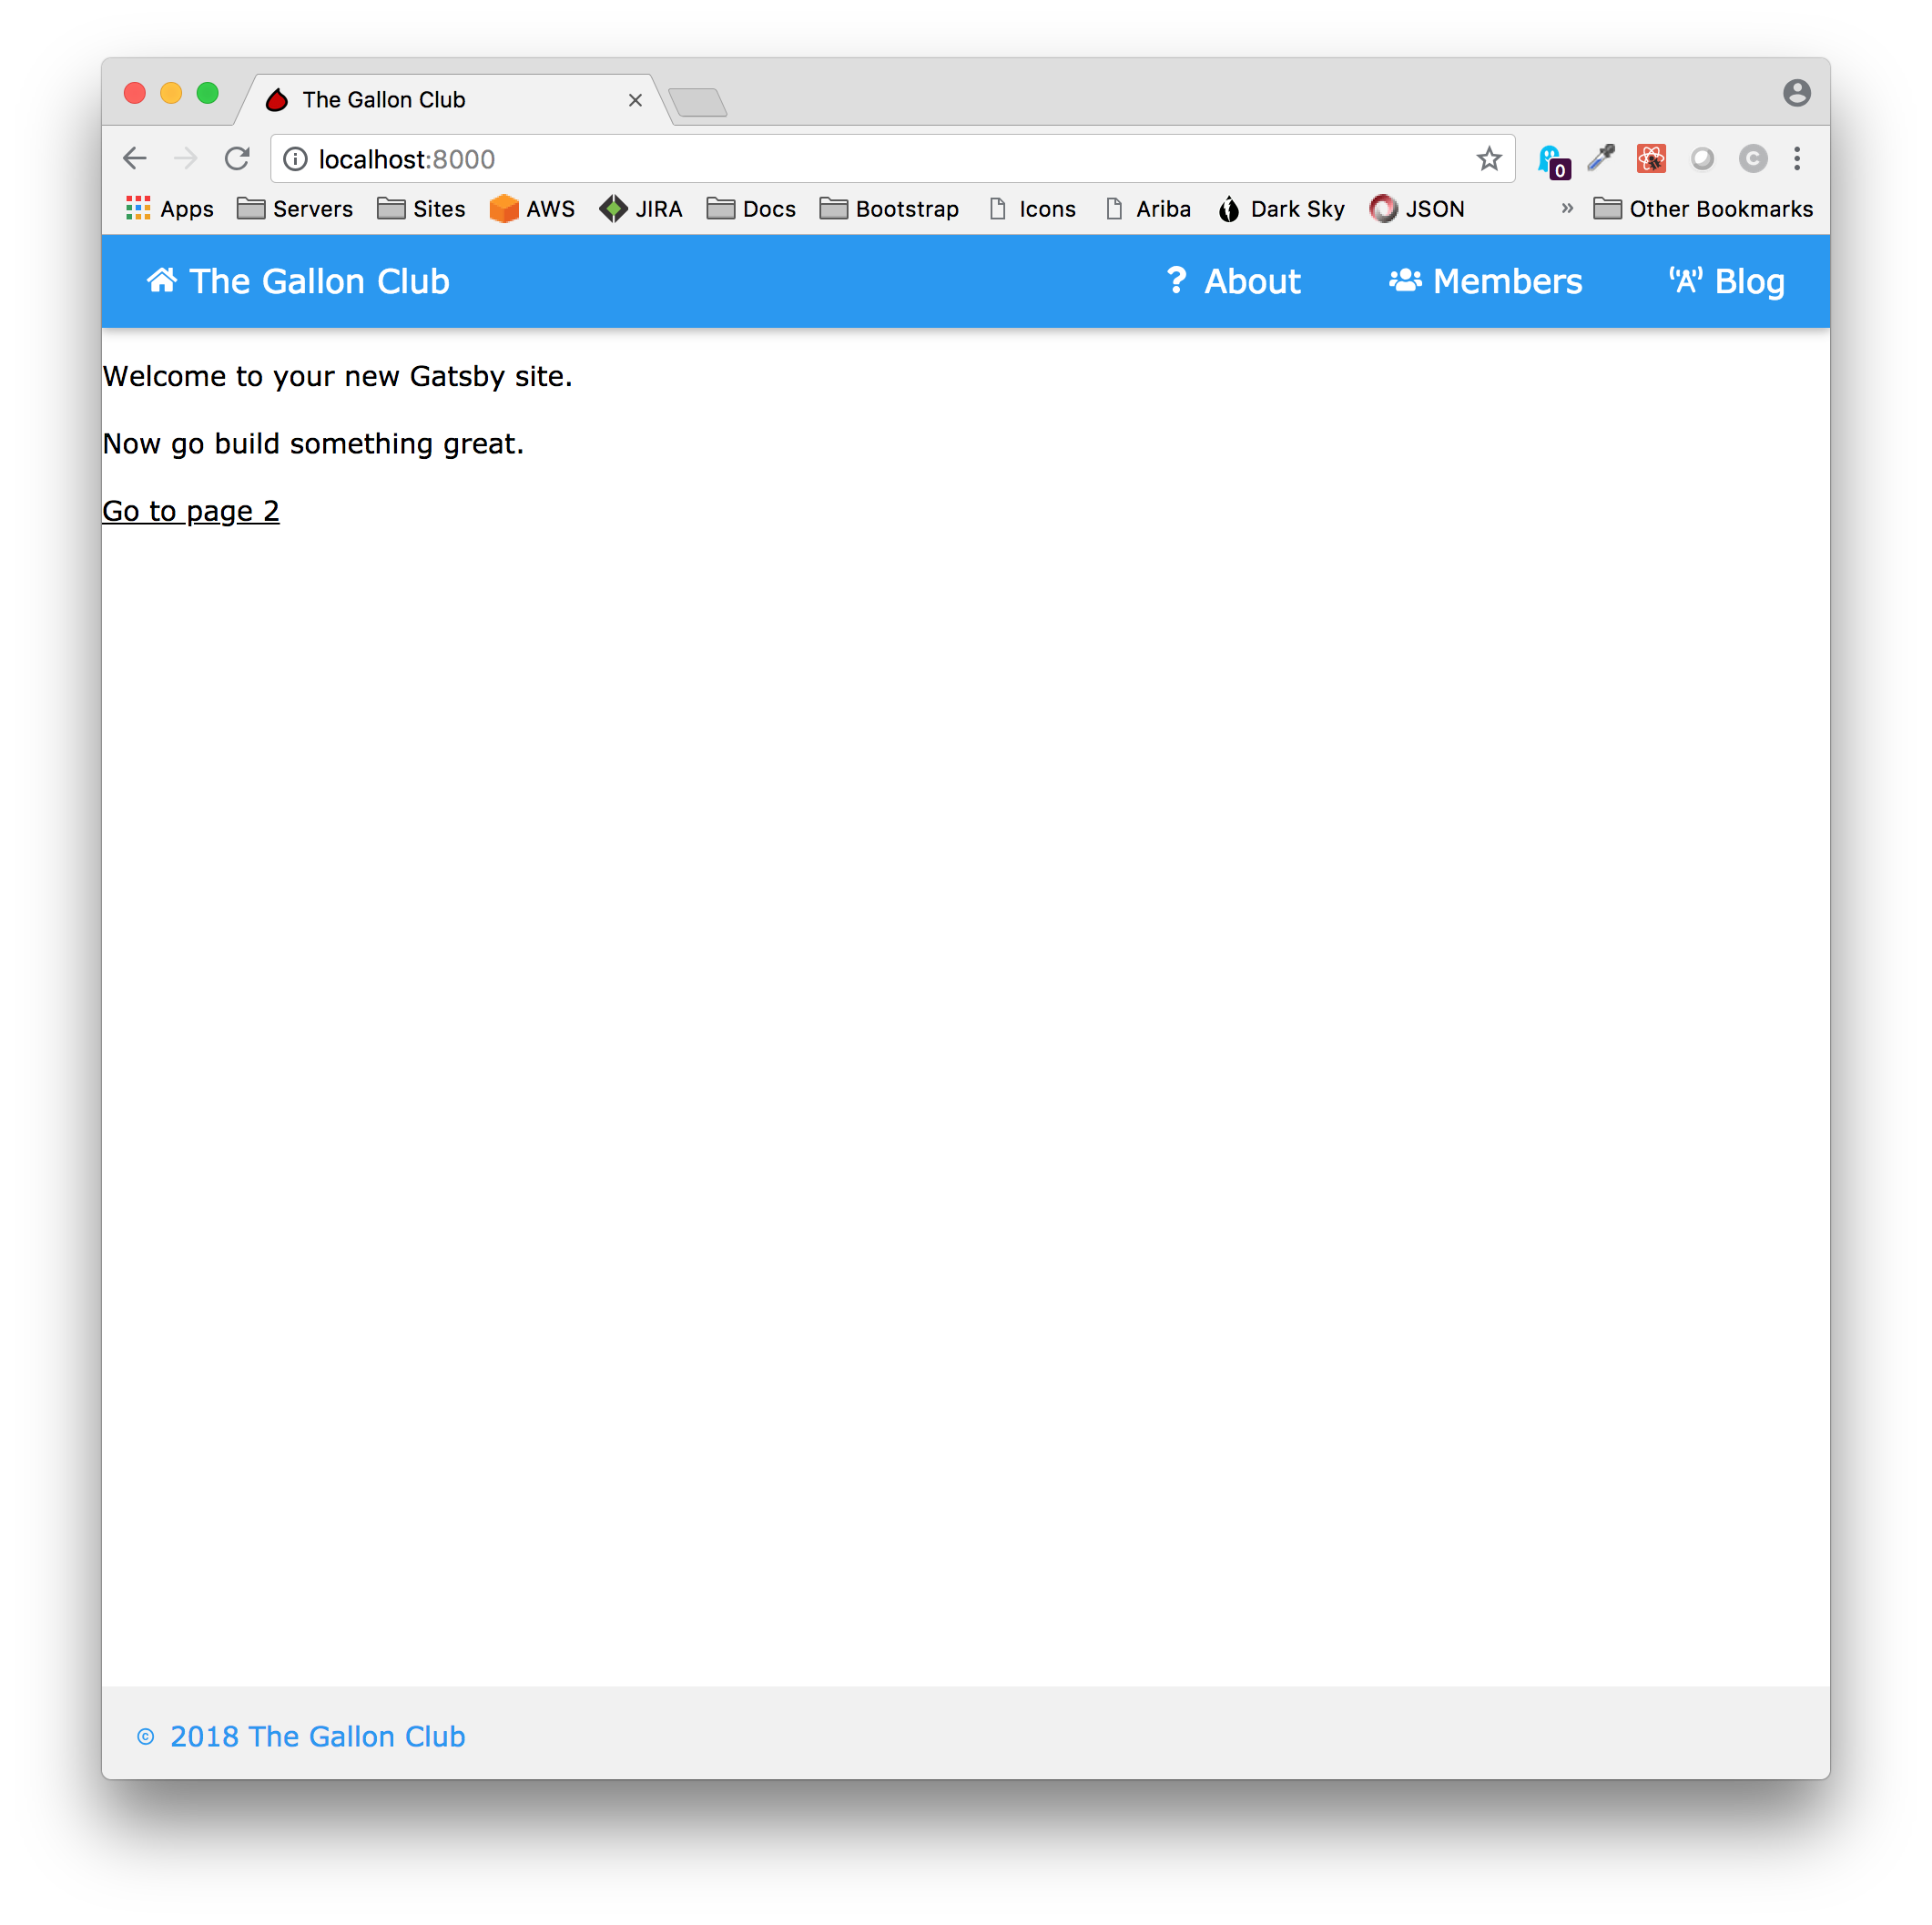 The Gallon Club
localhost:8000
0
C
Apps Servers Sites AWS JIRA Docs Bootstrap Icons Ariba Dark Sky JSON » Other Bookmarks
The Gallon Club ? About Members Blog
Welcome to your new Gatsby site.
Now go build something great.
Go to page 2
© 2018 The Gallon Club